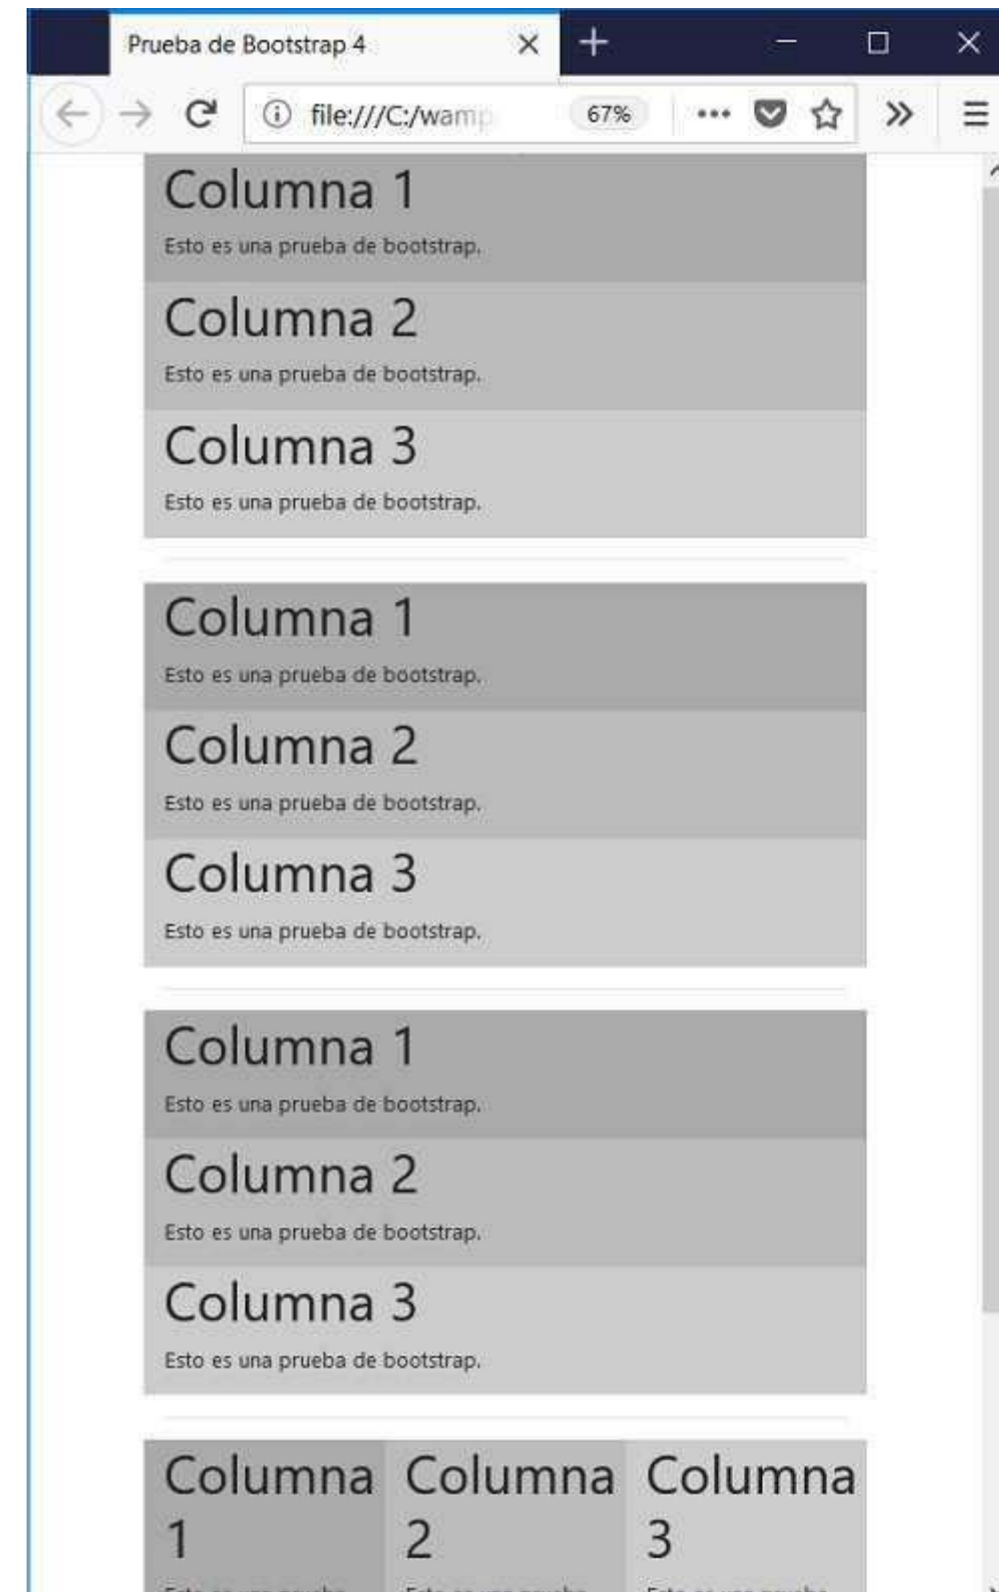 Prueba de Bootstrap 4
file:///C:/wamp
67%
Columna 1
Esto es una prueba de bootstrap.
Columna 2
Esto es una prueba de bootstrap.
Columna 3
Esto es una prueba de bootstrap.
Columna 1
Esto es una prueba de bootstrap.
Columna 2
Esto es una prueba de bootstrap.
Columna 3
Esto es una prueba de bootstrap.
Columna 1
Esto es una prueba de bootstrap.
Columna 2
Esto es una prueba de bootstrap.
Columna 3
Esto es una prueba de bootstrap.
Columna
1
Columna
2
Columna
3